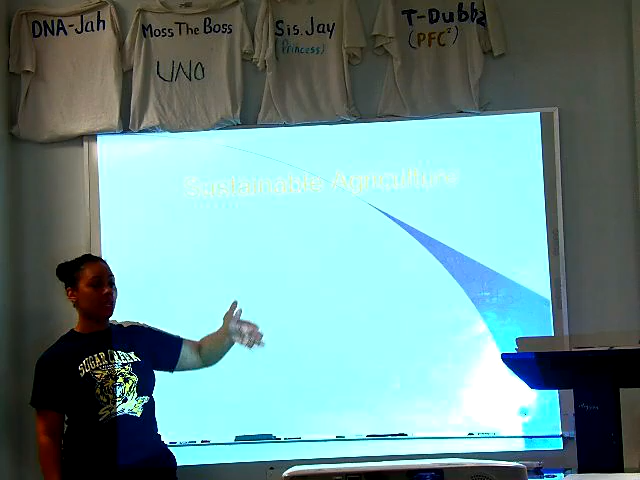 DNA-Jah
Moss The Boss
UNO
Sis. Jay
(Princess)
T-Dubbz
(PFC²)
Sustainable Agriculture
SUGAR CREEK